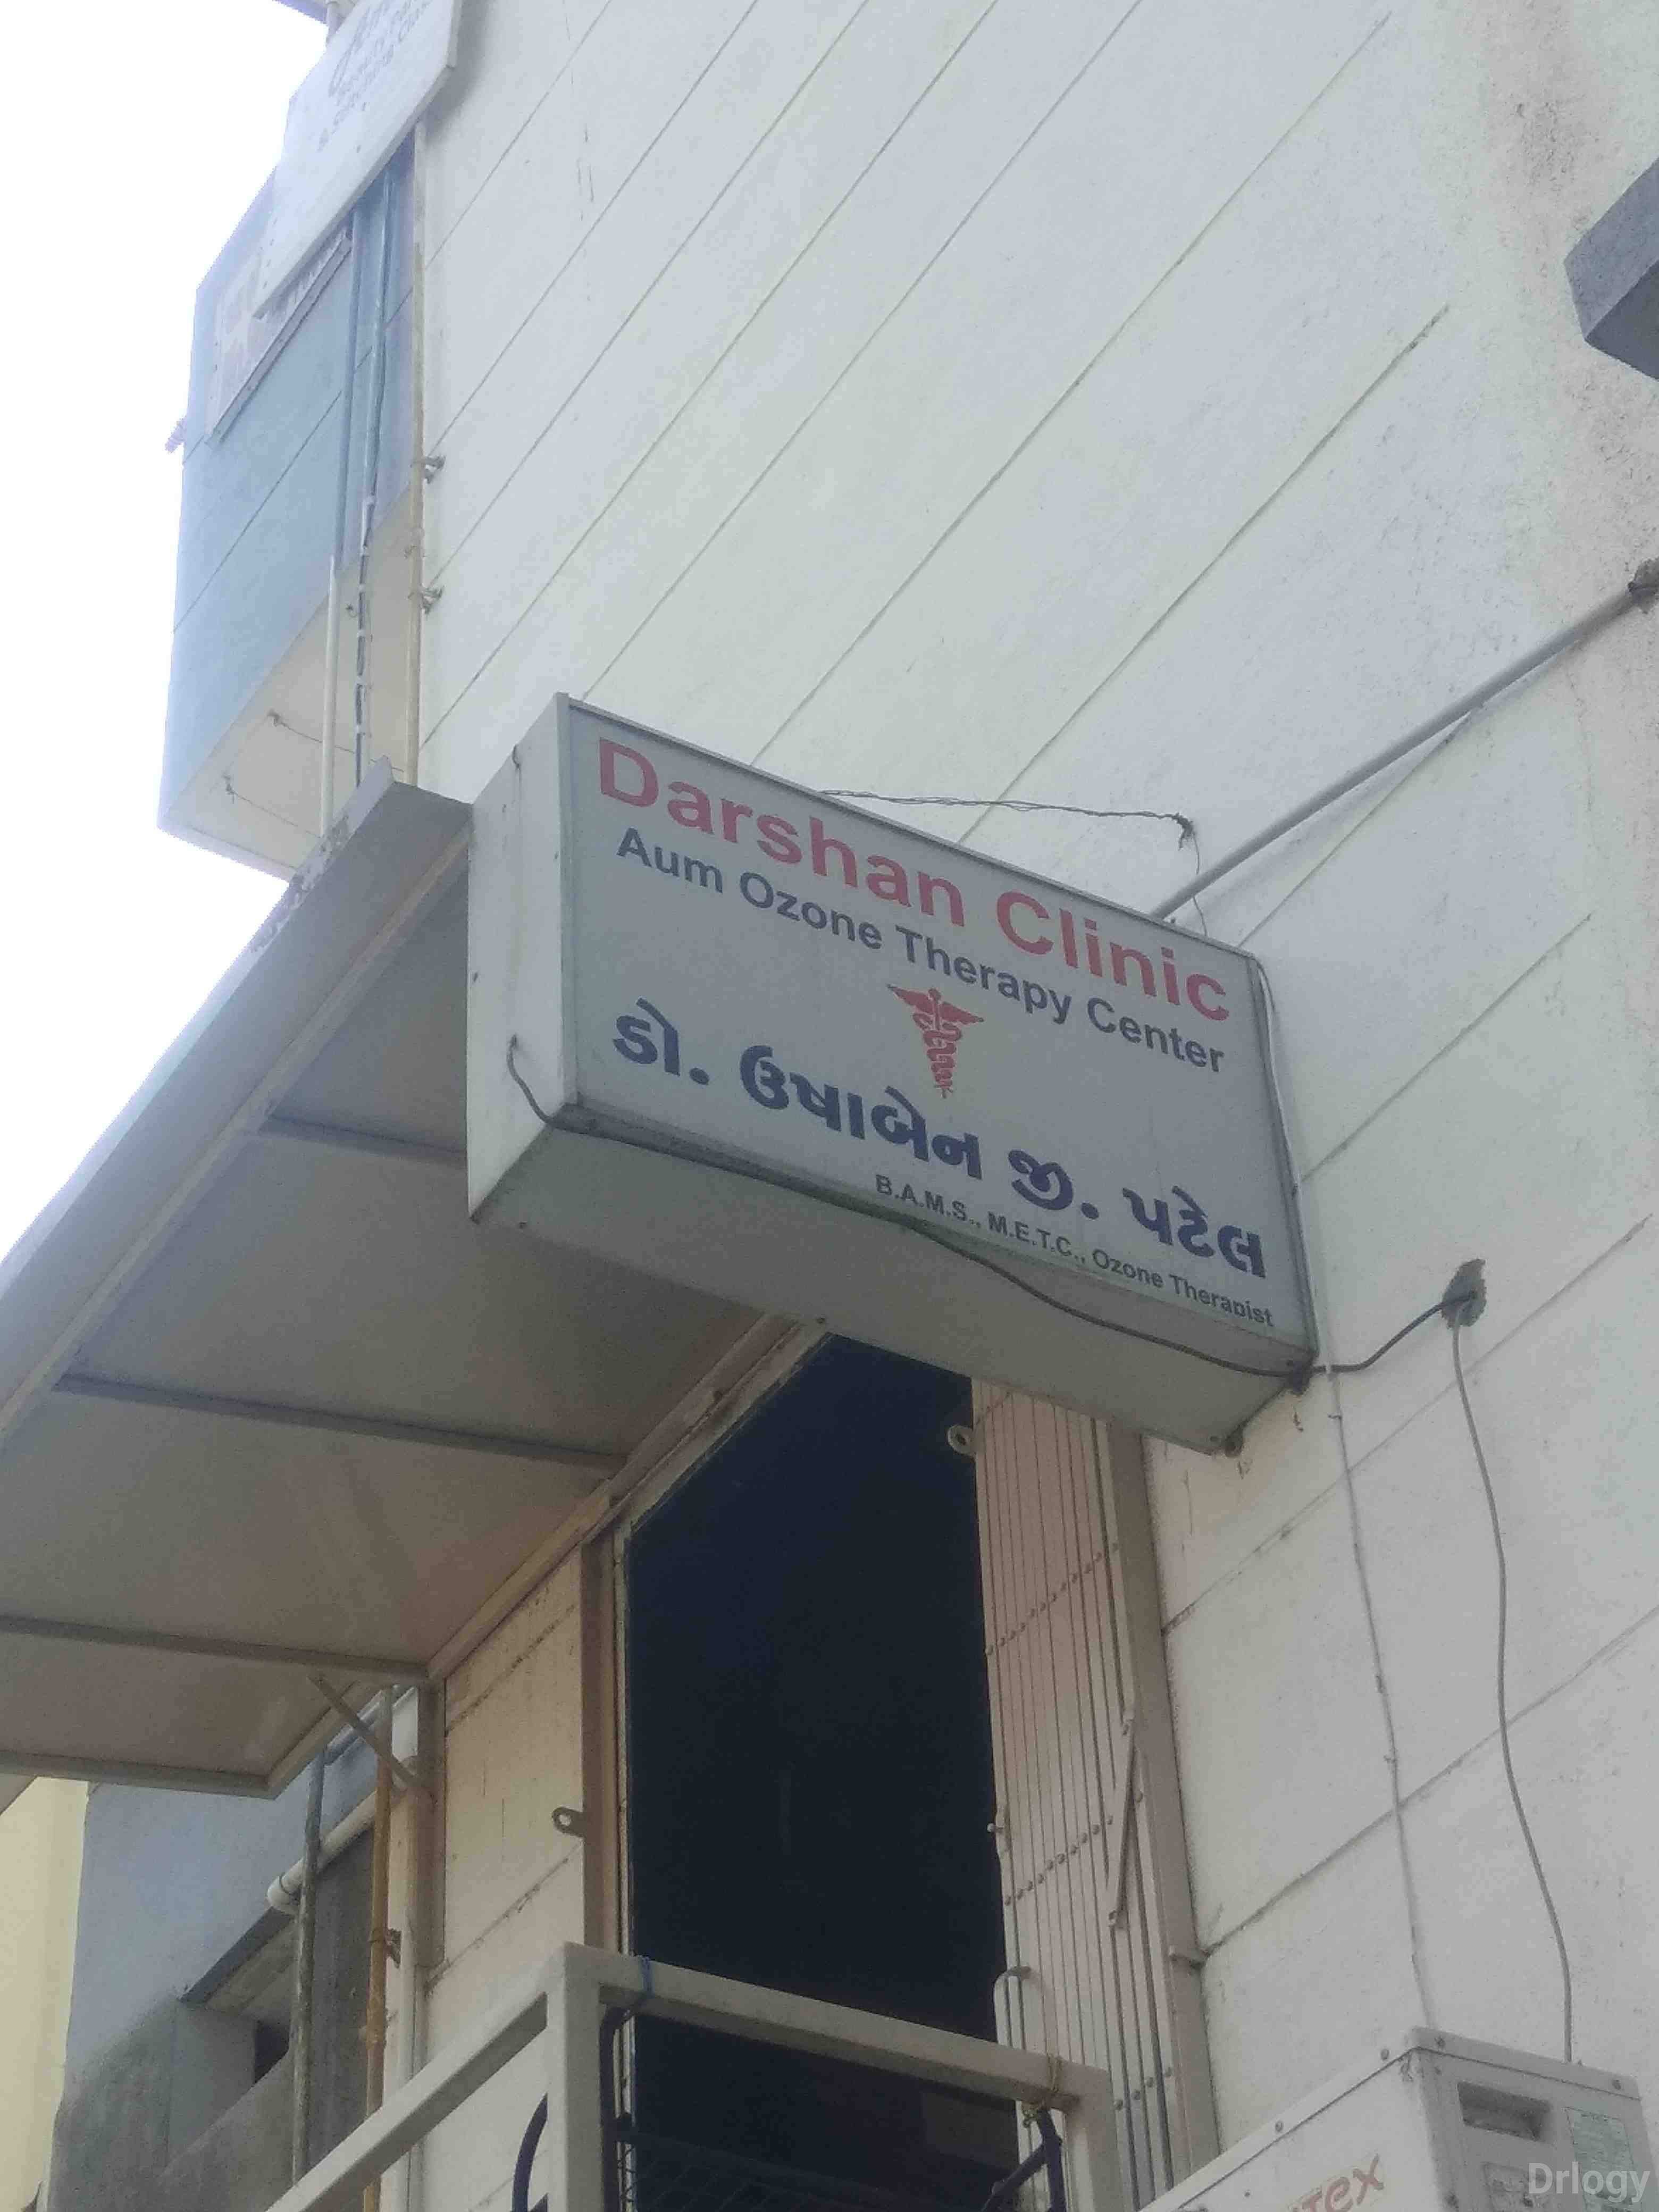 Darshan Clinic
Aum Ozone Therapy Center
ડો. ઉષાબેન જી. પટેલ
B.A.M.S., M.E.T.C., Ozone Therapist
Drlogy